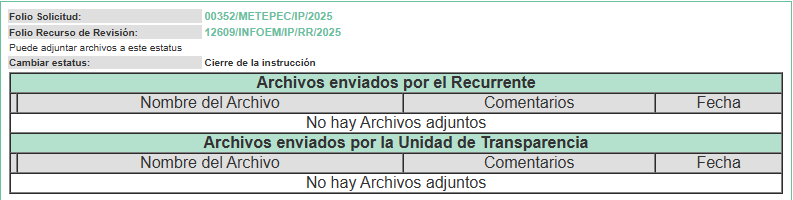 Folio Solicitud: 00352/METEPEC/IP/2025
Folio Recurso de Revisión: 12609/INFOEM/IP/RR/2025
Puede adjuntar archivos a este estatus
Cambiar estatus: Cierre de la instrucción
Archivos enviados por el Recurrente
Nombre del Archivo Comentarios Fecha
No hay Archivos adjuntos
Archivos enviados por la Unidad de Transparencia
Nombre del Archivo Comentarios Fecha
No hay Archivos adjuntos